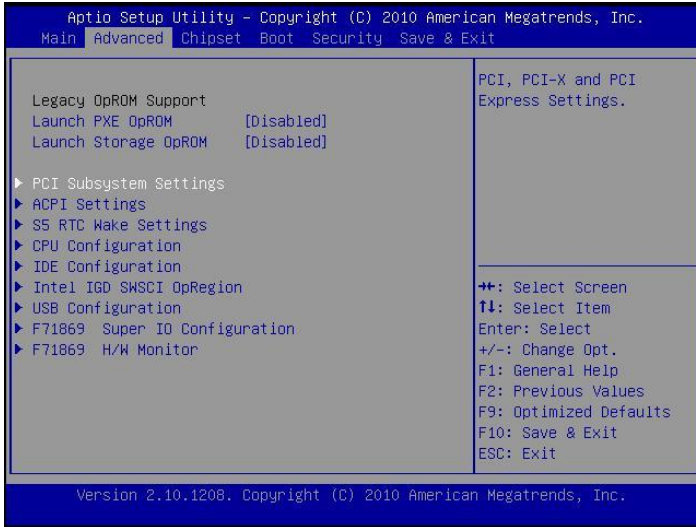 Aptio Setup Utility – Copyright (C) 2010 American Megatrends, Inc.
Main Advanced Chipset Boot Security Save & Exit
Legacy OpROM Support
Launch PXE OpROM [Disabled]
Launch Storage OpROM [Disabled]
▶ PCI Subsystem Settings
▶ ACPI Settings
▶ S5 RTC Wake Settings
▶ CPU Configuration
▶ IDE Configuration
▶ Intel IGD SWSCI OpRegion
▶ USB Configuration
▶ F71869 Super IO Configuration
▶ F71869 H/W Monitor
PCI, PCI-X and PCI
Express Settings.
→←: Select Screen
↑↓: Select Item
Enter: Select
+/-: Change Opt.
F1: General Help
F2: Previous Values
F9: Optimized Defaults
F10: Save & Exit
ESC: Exit
Version 2.10.1208. Copyright (C) 2010 American Megatrends, Inc.